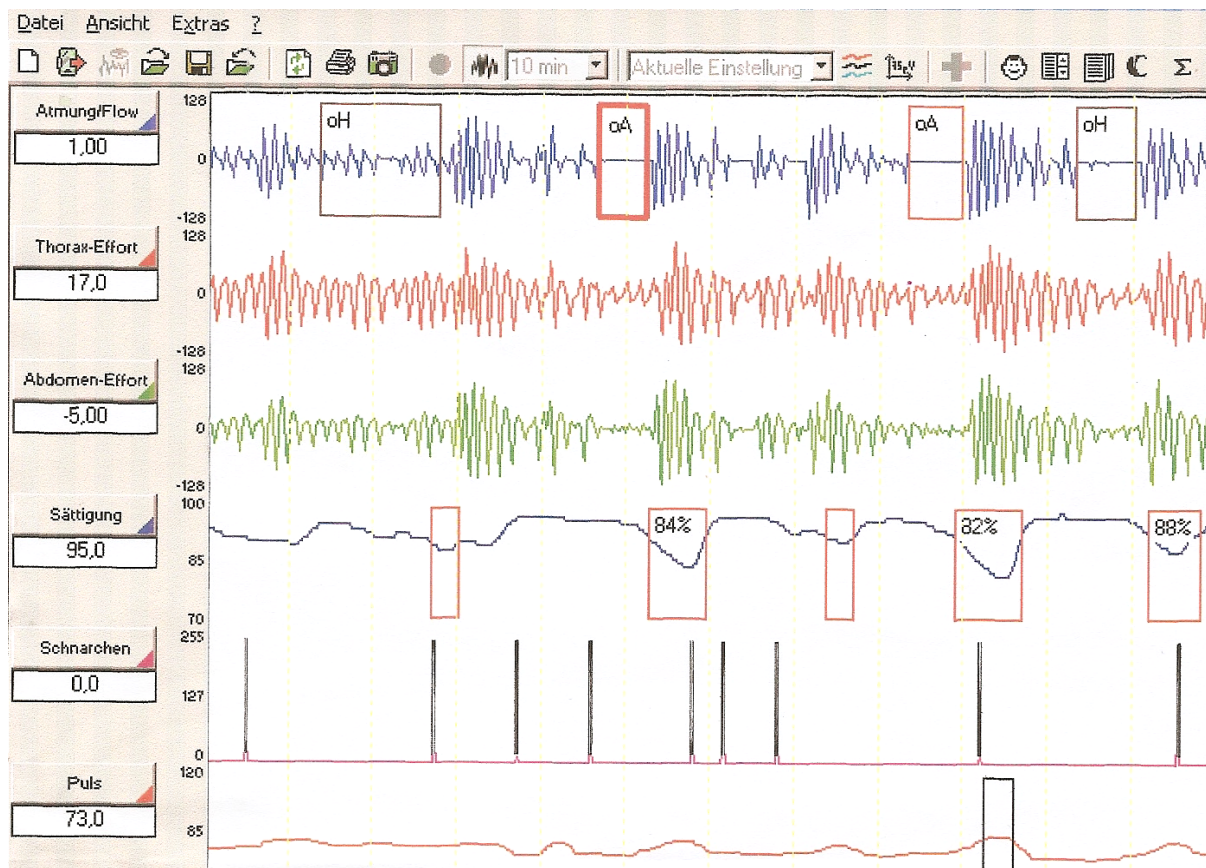 Datei Ansicht Extras ?
10 min Aktuelle Einstellung Σ
Atmung/Flow
1,00
128
0
-128
oH oA oA oH
Thorax-Effort
17,0
128
0
-128
Abdomen-Effort
-5,00
128
0
-128
Sättigung
95,0
100
85
70
84% 82% 88%
Schnarchen
0,0
255
127
0
Puls
73,0
120
85